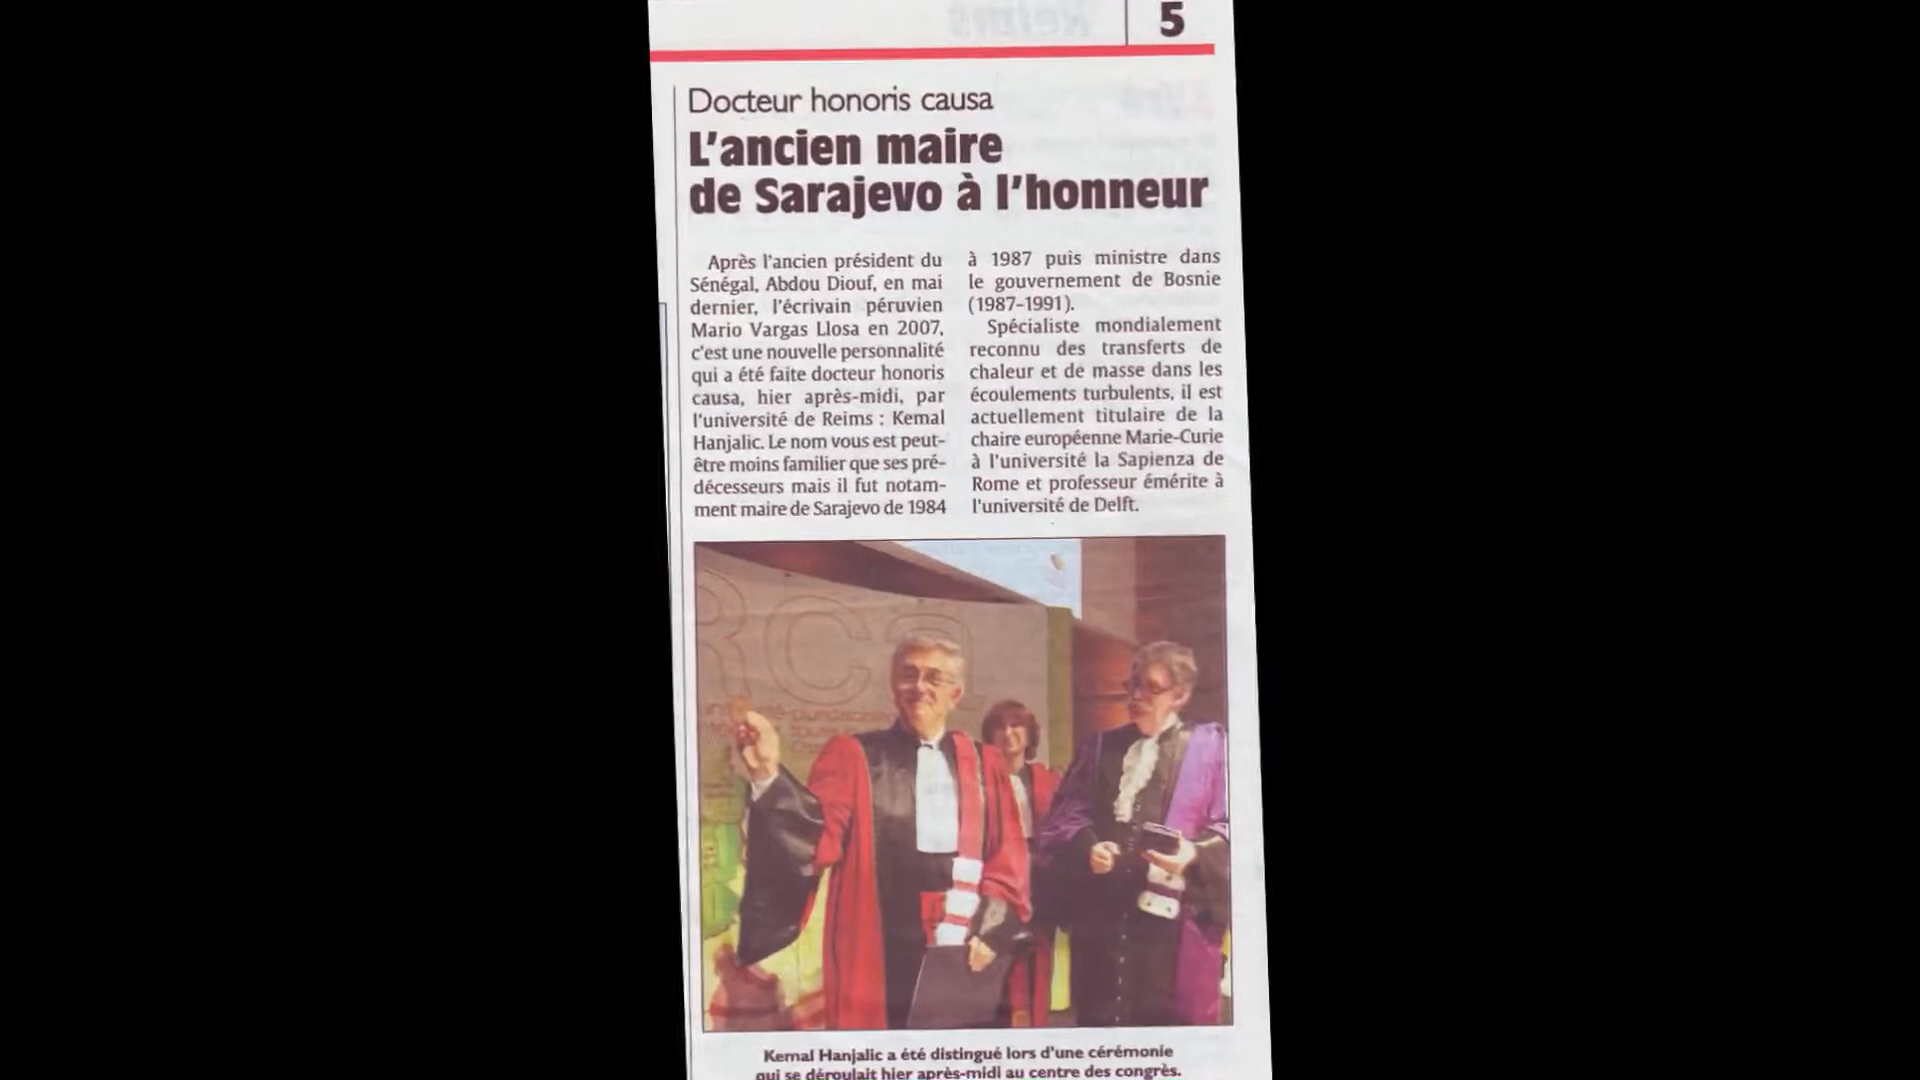 5
Docteur honoris causa
L'ancien maire
de Sarajevo à l'honneur
Après l'ancien président du
Sénégal, Abdou Diouf, en mai
dernier, l'écrivain péruvien
Mario Vargas Llosa en 2007,
c'est une nouvelle personnalité
qui a été faite docteur honoris
causa, hier après-midi, par
l'université de Reims : Kemal
Hanjalic. Le nom vous est peut-
être moins familier que ses pré-
décesseurs mais il fut notam-
ment maire de Sarajevo de 1984
à 1987 puis ministre dans
le gouvernement de Bosnie
(1987-1991).
Spécialiste mondialement
reconnu des transferts de
chaleur et de masse dans les
écoulements turbulents, il est
actuellement titulaire de la
chaire européenne Marie-Curie
à l'université la Sapienza de
Rome et professeur émérite à
l'université de Delft.
Rca
Kemal Hanjalic a été distingué lors d'une cérémonie
qui se déroulait hier après-midi au centre des congrès.